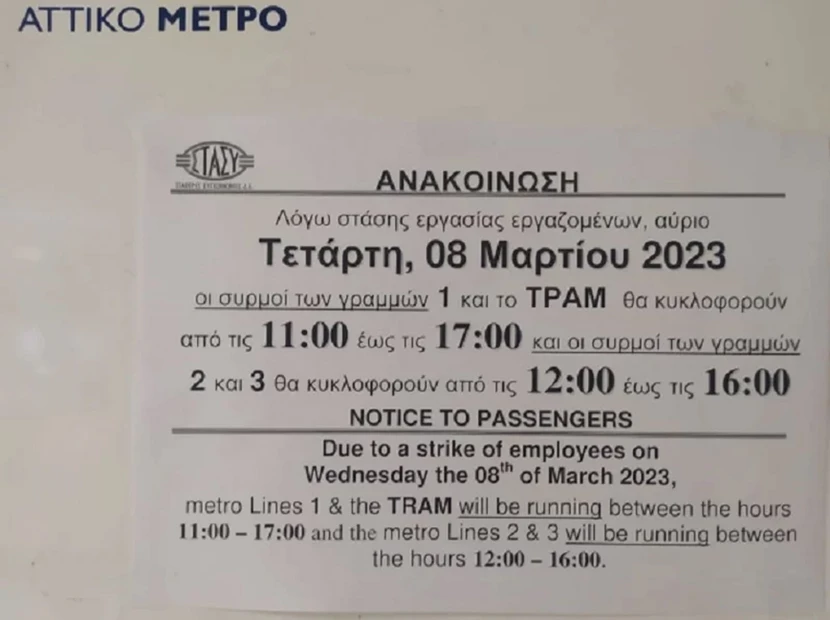 ΑΤΤΙΚΟ ΜΕΤΡΟ
ΣΤΑΣΥ
ΑΝΑΚΟΙΝΩΣΗ
Λόγω στάσης εργασίας εργαζομένων, αύριο
Τετάρτη, 08 Μαρτίου 2023
οι συρμοί των γραμμών 1 και το ΤΡΑΜ θα κυκλοφορούν
από τις 11:00 έως τις 17:00 και οι συρμοί των γραμμών
2 και 3 θα κυκλοφορούν από τις 12:00 έως τις 16:00
NOTICE TO PASSENGERS
Due to a strike of employees on
Wednesday the 08th of March 2023,
metro Lines 1 & the TRAM will be running between the hours
11:00 – 17:00 and the metro Lines 2 & 3 will be running between
the hours 12:00 – 16:00.